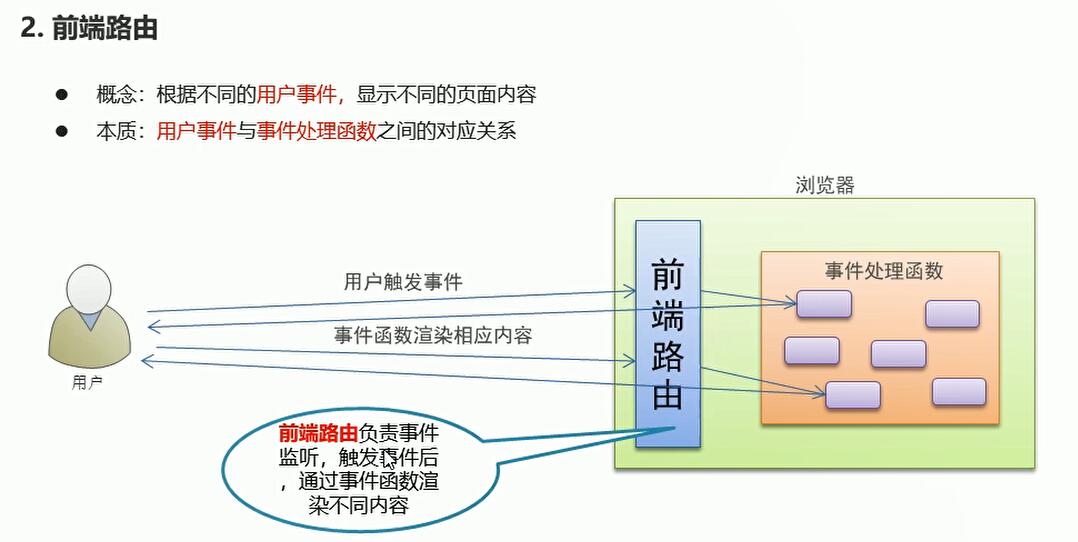 2. 前端路由
● 概念：根据不同的用户事件，显示不同的页面内容
● 本质：用户事件与事件处理函数之间的对应关系
浏览器
用户触发事件
事件函数渲染相应内容
用户
前
端
路
由
事件处理函数
前端路由负责事件
监听，触发事件后
，通过事件函数渲
染不同内容